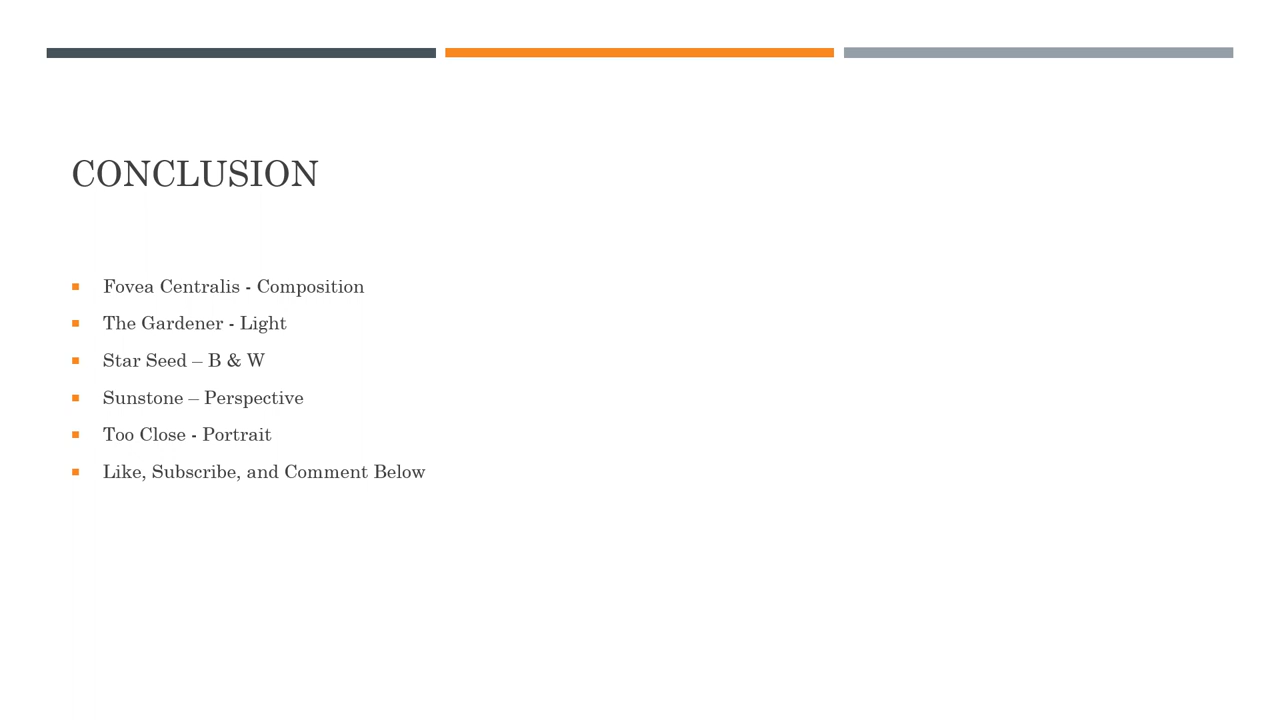 CONCLUSION
Fovea Centralis - Composition
The Gardener - Light
Star Seed – B & W
Sunstone – Perspective
Too Close - Portrait
Like, Subscribe, and Comment Below